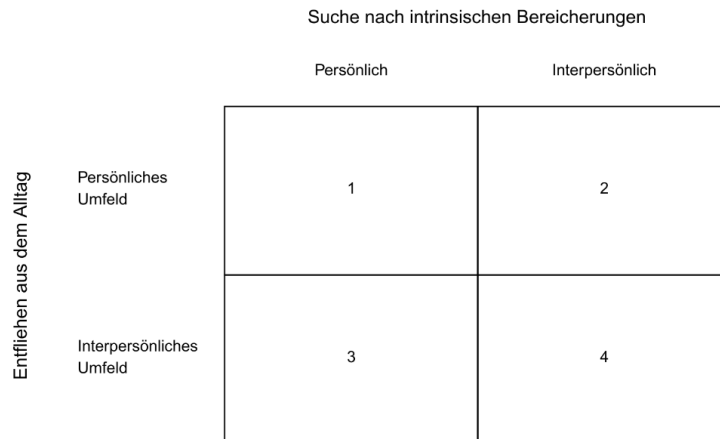 Suche nach intrinsischen Bereicherungen
Persönlich
Interpersönlich
Entfliehen aus dem Alltag
Persönliches
Umfeld
1
2
Interpersönliches
Umfeld
3
4